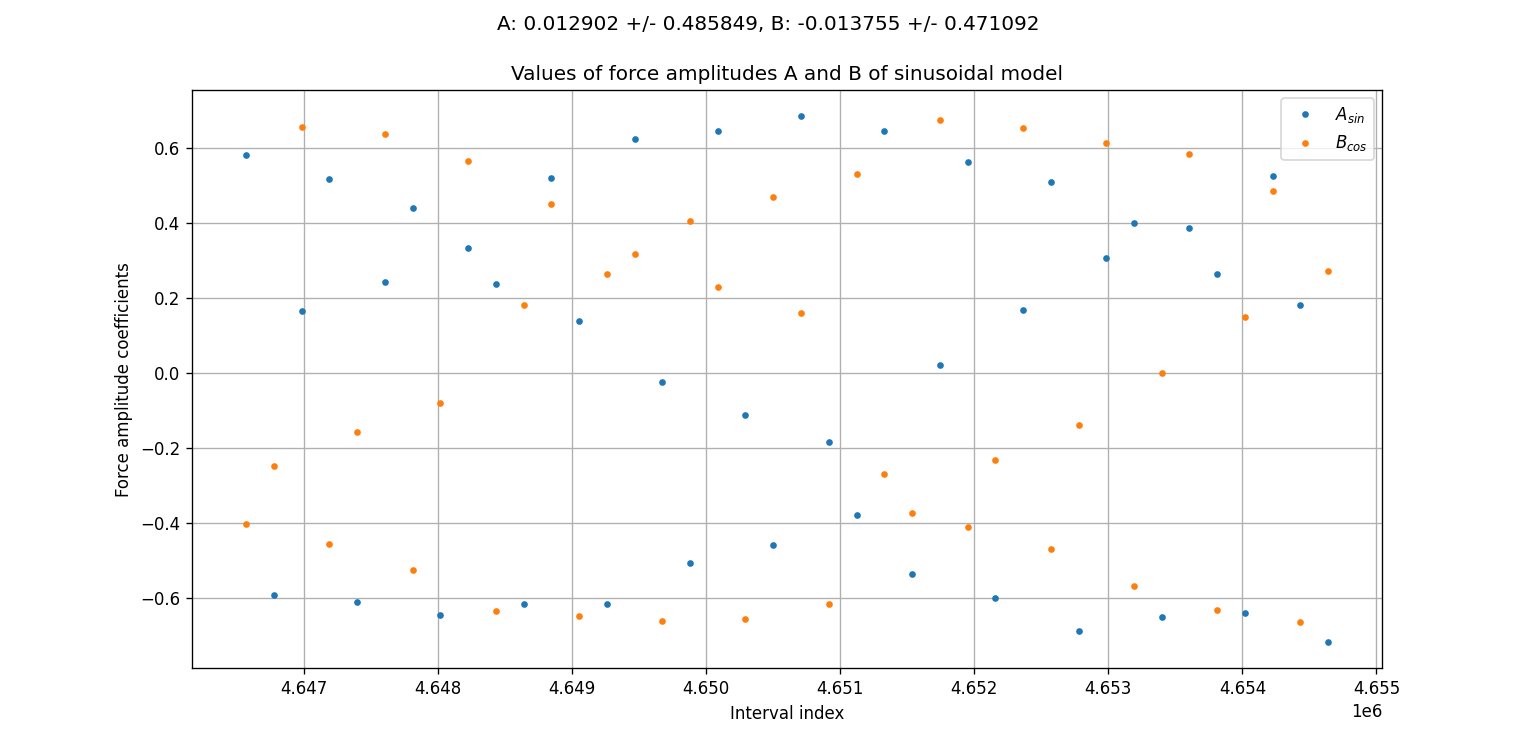 A: 0.012902 +/- 0.485849, B: -0.013755 +/- 0.471092
Values of force amplitudes A and B of sinusoidal model
A_sin
B_cos
Force amplitude coefficients
0.6
0.4
0.2
0.0
−0.2
−0.4
−0.6
4.647 4.648 4.649 4.650 4.651 4.652 4.653 4.654 4.655
1e6
Interval index